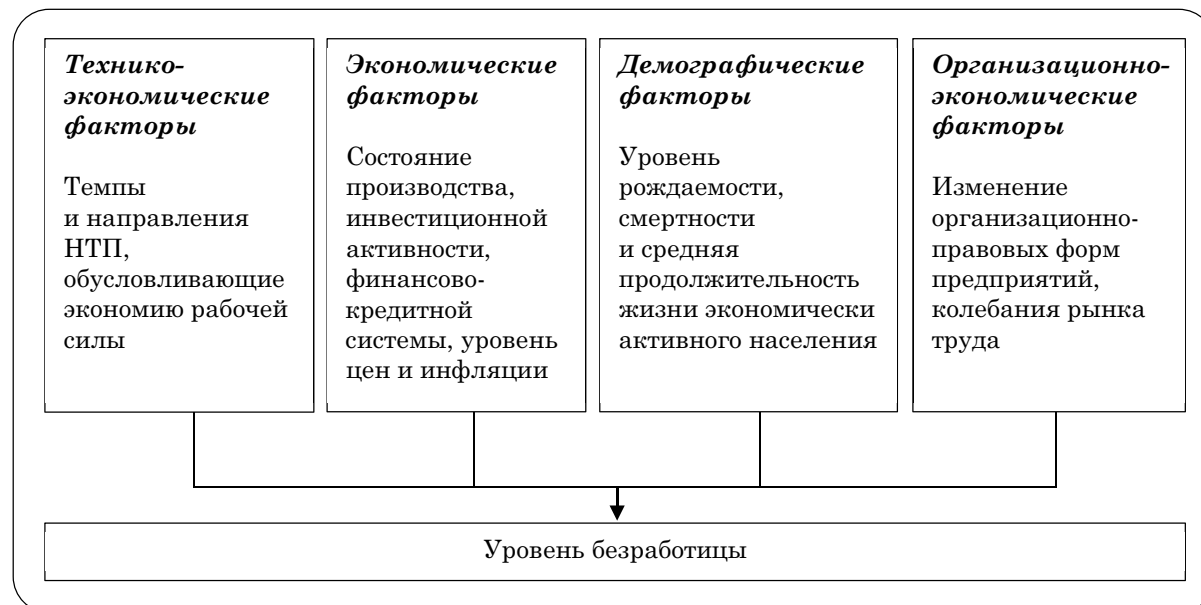 Технико-
экономические
факторы
Темпы
и направления
НТП,
обусловливающие
экономию рабочей
силы
Экономические
факторы
Состояние
производства,
инвестиционной
активности,
финансово-
кредитной
системы, уровень
цен и инфляции
Демографические
факторы
Уровень
рождаемости,
смертности
и средняя
продолжительность
жизни экономически
активного населения
Организационно-
экономические
факторы
Изменение
организационно-
правовых форм
предприятий,
колебания рынка
труда
Уровень безработицы